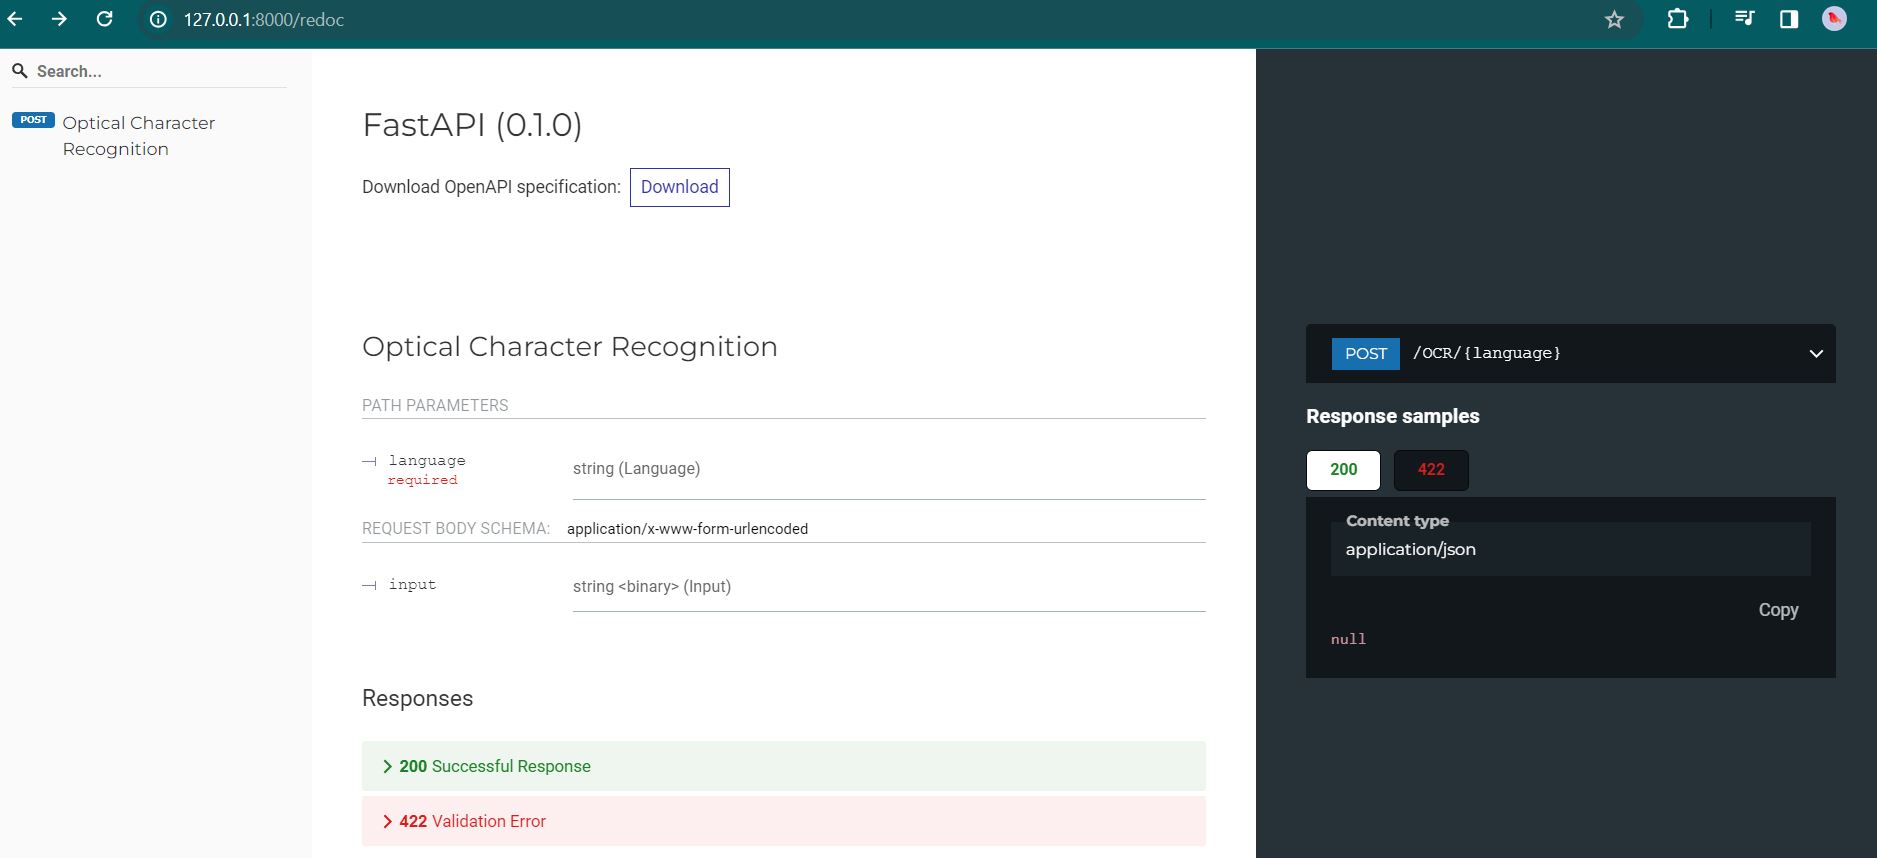 127.0.0.1:8000/redoc
Search...
POST Optical Character
Recognition
FastAPI (0.1.0)
Download OpenAPI specification: Download
Optical Character Recognition
PATH PARAMETERS
language
required
string (Language)
REQUEST BODY SCHEMA: application/x-www-form-urlencoded
input
string <binary> (Input)
Responses
200 Successful Response
422 Validation Error
POST /OCR/{language}
Response samples
200 422
Content type
application/json
Copy
null